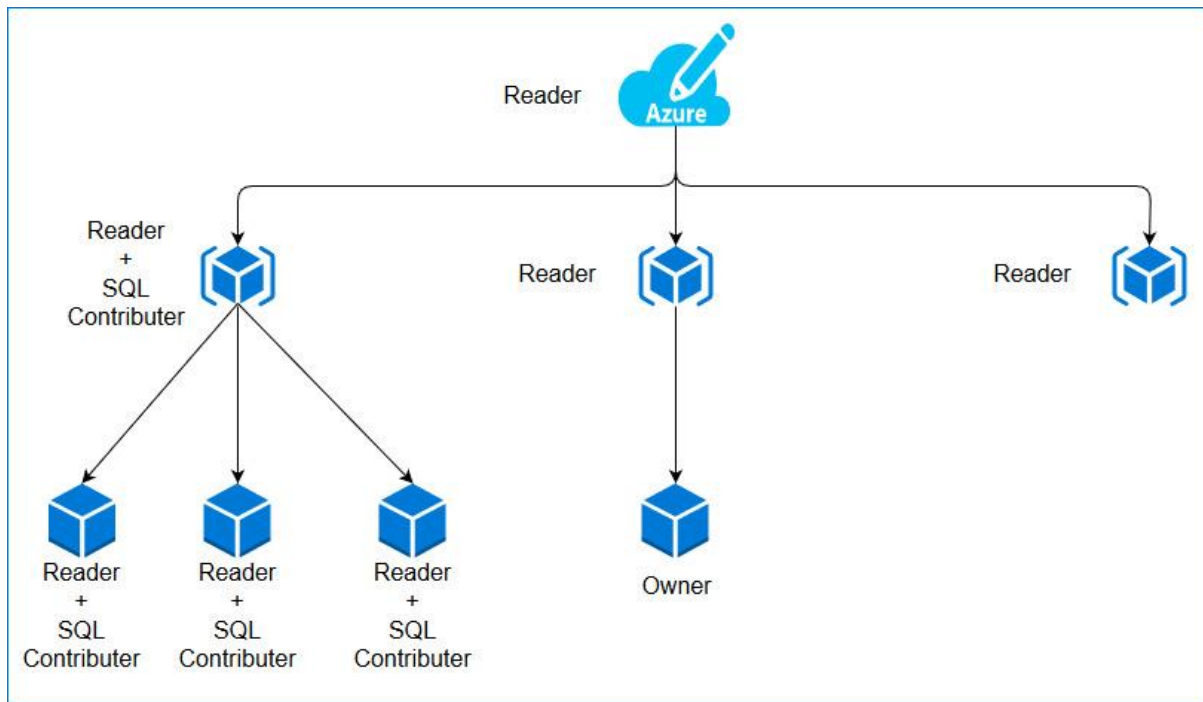 Reader
Azure
Reader
+
SQL
Contributer
Reader
Reader
Reader
+
SQL
Contributer
Reader
+
SQL
Contributer
Reader
+
SQL
Contributer
Owner